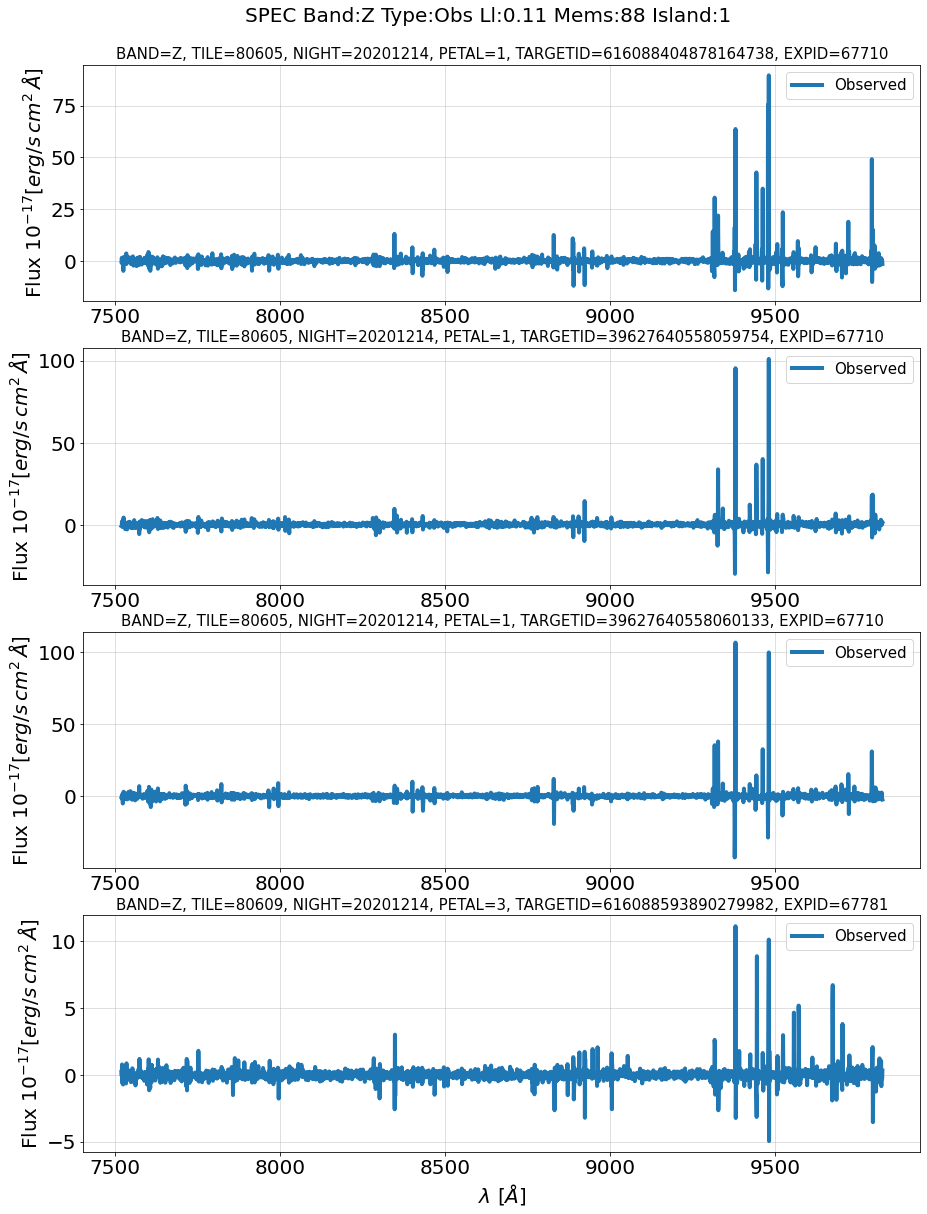 SPEC Band:Z Type:Obs Ll:0.11 Mems:88 Island:1
BAND=Z, TILE=80605, NIGHT=20201214, PETAL=1, TARGETID=616088404878164738, EXPID=67710
Flux 10^{-17}[erg/s cm^2 Å]
75
50
25
0
Observed
7500 8000 8500 9000 9500
BAND=Z, TILE=80605, NIGHT=20201214, PETAL=1, TARGETID=39627640558059754, EXPID=67710
Flux 10^{-17}[erg/s cm^2 Å]
100
50
0
Observed
7500 8000 8500 9000 9500
BAND=Z, TILE=80605, NIGHT=20201214, PETAL=1, TARGETID=39627640558060133, EXPID=67710
Flux 10^{-17}[erg/s cm^2 Å]
100
50
0
Observed
7500 8000 8500 9000 9500
BAND=Z, TILE=80609, NIGHT=20201214, PETAL=3, TARGETID=616088593890279982, EXPID=67781
Flux 10^{-17}[erg/s cm^2 Å]
10
5
0
−5
Observed
7500 8000 8500 9000 9500
λ [Å]